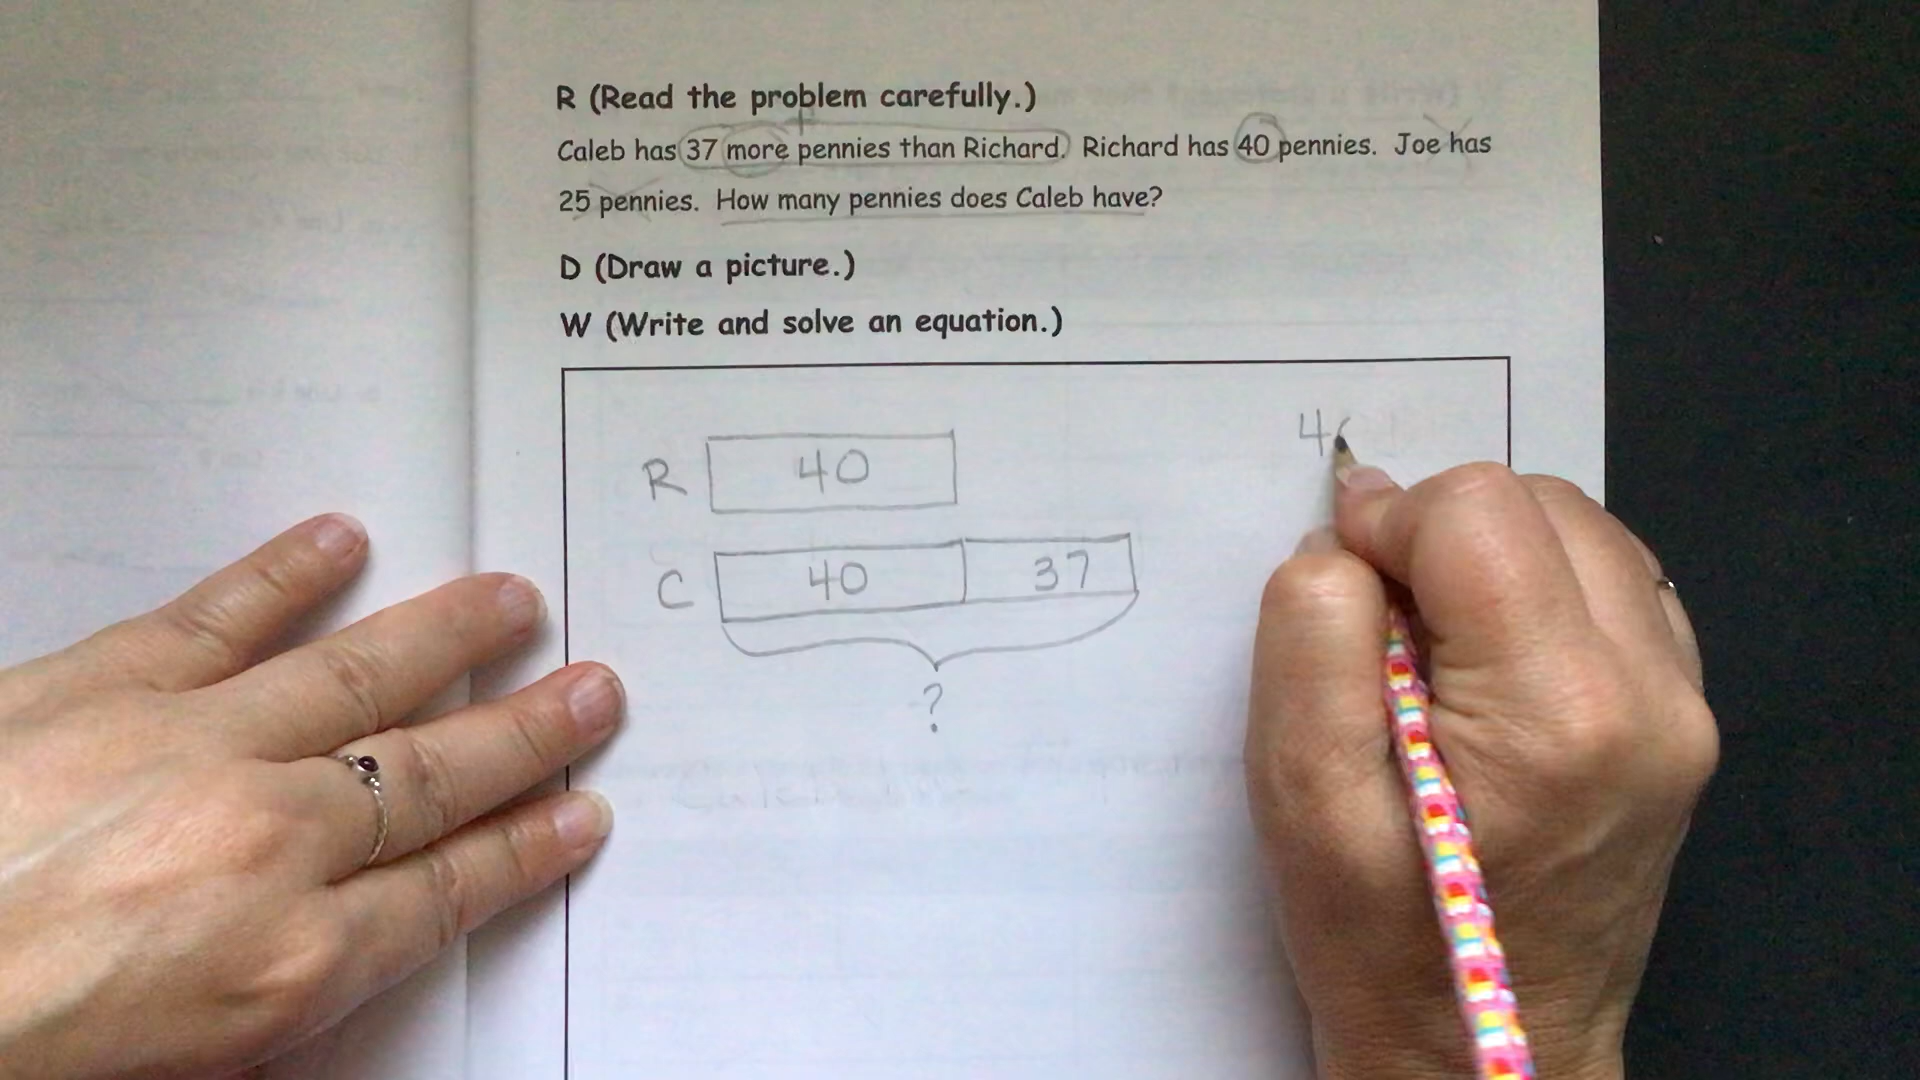 R (Read the problem carefully.)
+
Caleb has 37 more pennies than Richard. Richard has 40 pennies. Joe has
25 pennies. How many pennies does Caleb have?
D (Draw a picture.)
W (Write and solve an equation.)
R 40
4
C 40 37
?